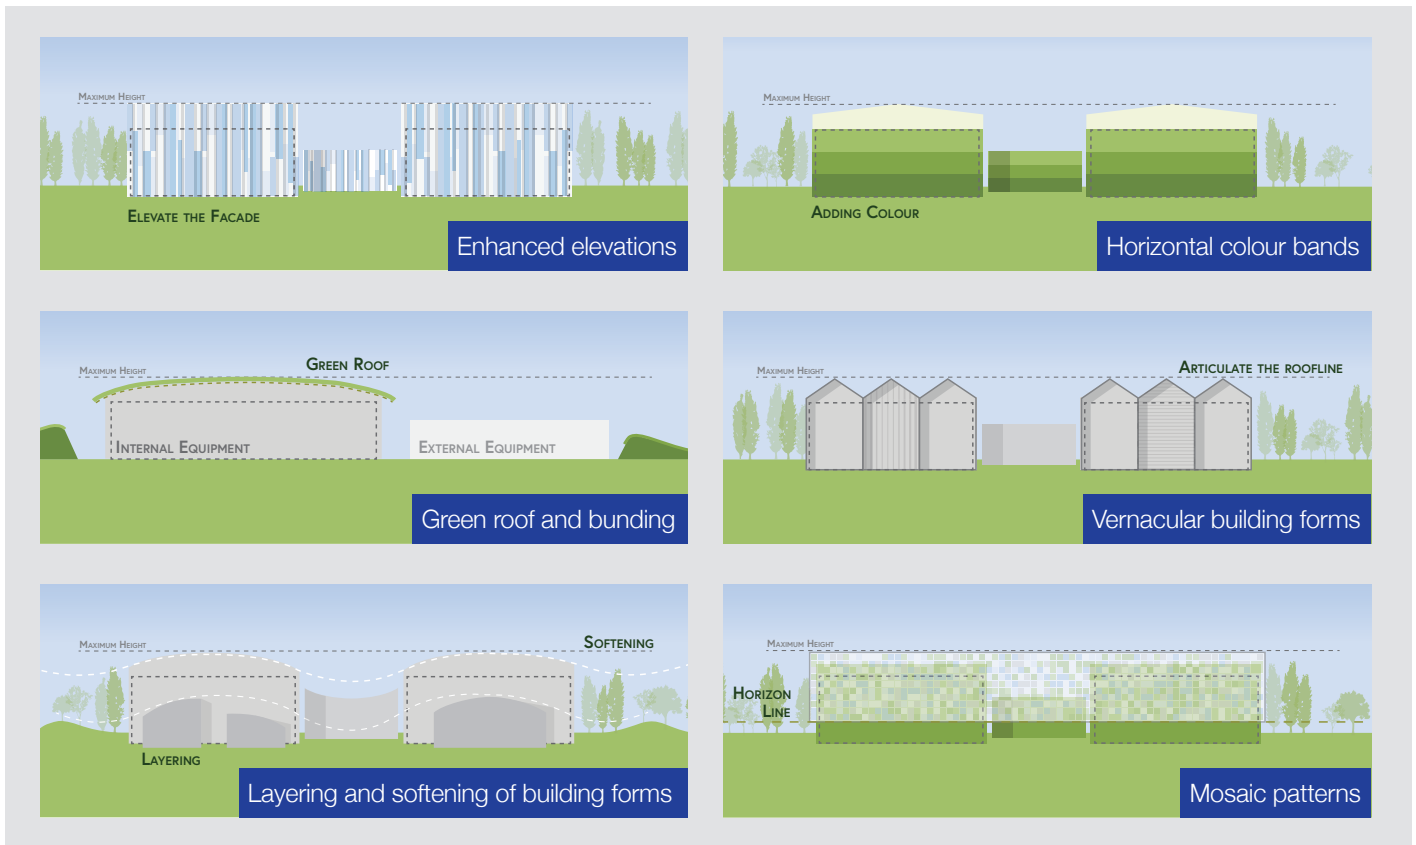 Maximum Height
Elevate the Facade
Enhanced elevations
Maximum Height
Adding Colour
Horizontal colour bands
Maximum Height
Green Roof
Internal Equipment
External Equipment
Green roof and bunding
Maximum Height
Articulate the roofline
Vernacular building forms
Maximum Height
Softening
Layering
Layering and softening of building forms
Maximum Height
Horizon
Line
Mosaic patterns